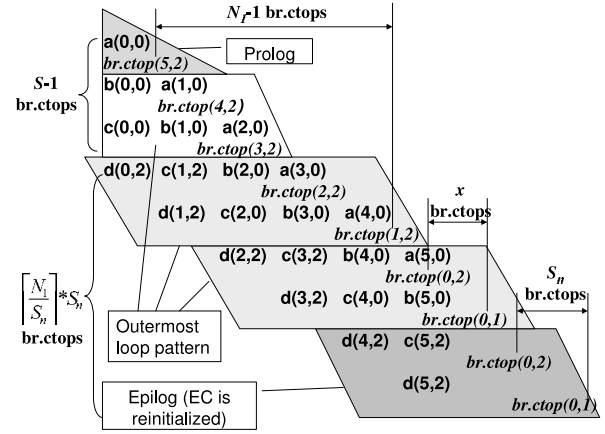 N₁-1 br.ctops
a(0,0)
Prolog
br.ctop(5,2)
S-1
br.ctops
b(0,0) a(1,0)
br.ctop(4,2)
c(0,0) b(1,0) a(2,0)
br.ctop(3,2)
d(0,2) c(1,2) b(2,0) a(3,0)
br.ctop(2,2)
x
br.ctops
d(1,2) c(2,0) b(3,0) a(4,0)
br.ctop(1,2)
d(2,2) c(3,2) b(4,0) a(5,0)
br.ctop(0,2)
Sₙ
br.ctops
⌈N₁/Sₙ⌉*Sₙ
br.ctops
d(3,2) c(4,0) b(5,0)
br.ctop(0,1)
Outermost
loop pattern
d(4,2) c(5,2)
br.ctop(0,2)
Epilog (EC is
reinitialized)
d(5,2)
br.ctop(0,1)